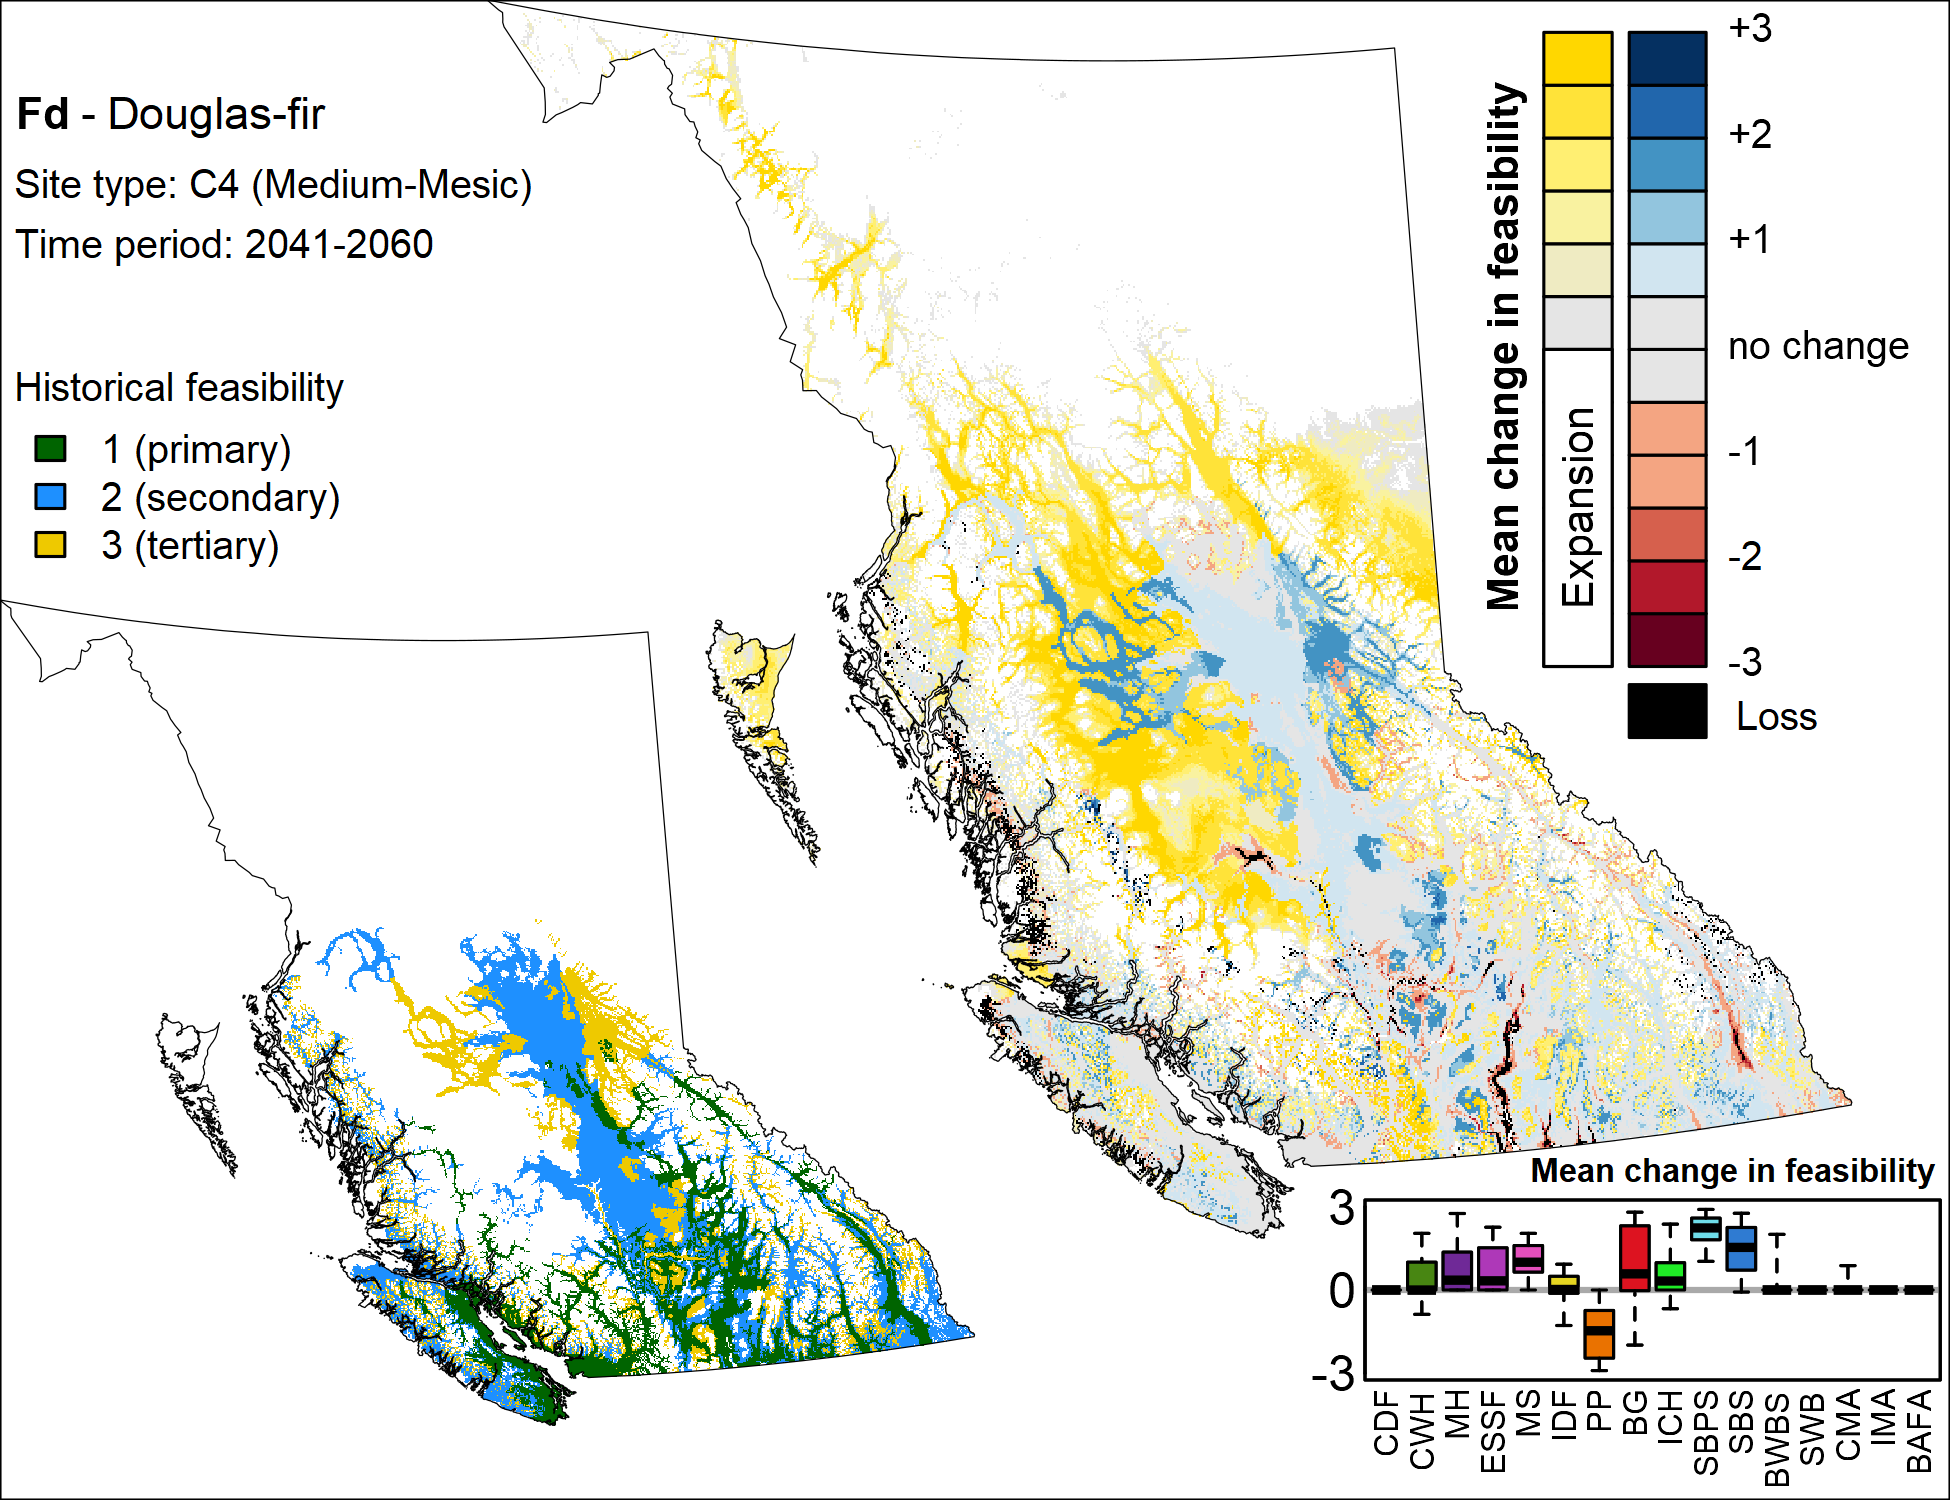 Fd - Douglas-fir
Site type: C4 (Medium-Mesic)
Time period: 2041-2060
Historical feasibility
1 (primary)
2 (secondary)
3 (tertiary)
Mean change in feasibility
Expansion
+3
+2
+1
no change
-1
-2
-3
Loss
Mean change in feasibility
3
0
-3
CDF
CWH
MH
ESSF
MS
IDF
PP
BG
ICH
SBPS
SBS
BWBS
SWB
CMA
IMA
BAFA